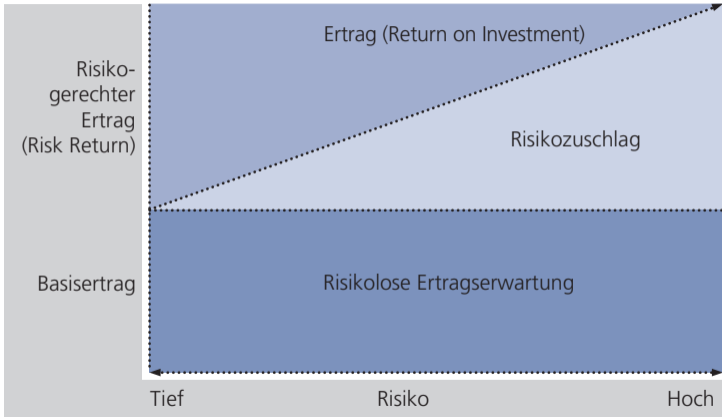 Ertrag (Return on Investment)
Risiko-
gerechter
Ertrag
(Risk Return)
Risikozuschlag
Basisertrag
Risikolose Ertragserwartung
Tief
Risiko
Hoch